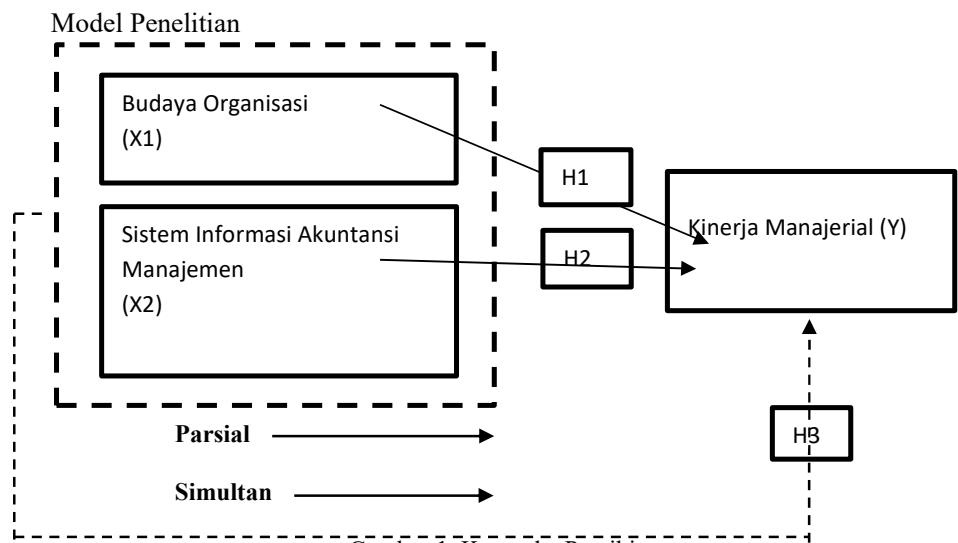 Model Penelitian
Budaya Organisasi
(X1)
H1
Kinerja Manajerial (Y)
Sistem Informasi Akuntansi
Manajemen
(X2)
H2
Parsial
H3
Simultan